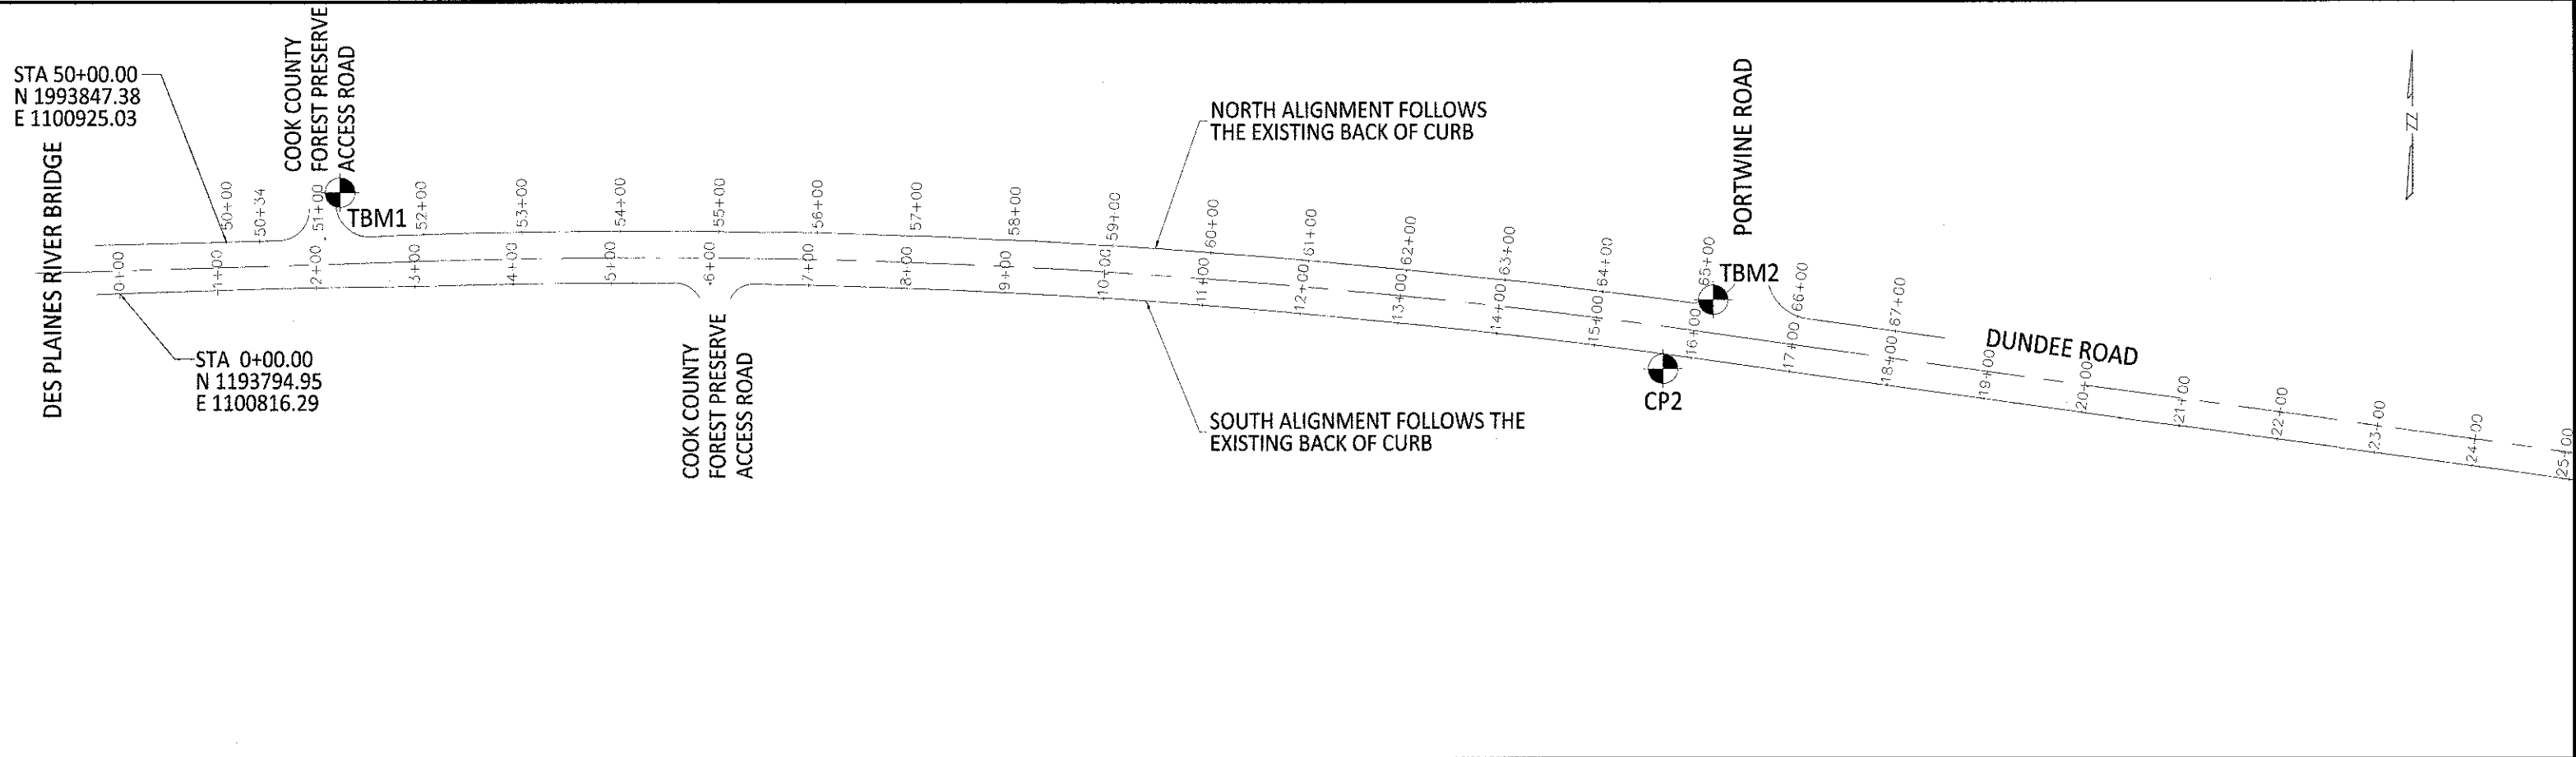 STA 50+00.00
N 1993847.38
E 1100925.03
DES PLAINES RIVER BRIDGE
COOK COUNTY
FOREST PRESERVE
ACCESS ROAD
TBM1
NORTH ALIGNMENT FOLLOWS
THE EXISTING BACK OF CURB
PORTWINE ROAD
ZZ
50+00
50+34
51+00
52+00
53+00
54+00
55+00
56+00
57+00
58+00
59+00
60+00
61+00
62+00
63+00
64+00
65+00
66+00
67+00
TBM2
0+00
1+00
2+00
3+00
4+00
5+00
6+00
7+00
8+00
9+00
10+00
11+00
12+00
13+00
14+00
15+00
16+00
17+00
18+00
19+00
20+00
21+00
22+00
23+00
24+00
25+00
DUNDEE ROAD
STA 0+00.00
N 1193794.95
E 1100816.29
COOK COUNTY
FOREST PRESERVE
ACCESS ROAD
SOUTH ALIGNMENT FOLLOWS THE
EXISTING BACK OF CURB
CP2